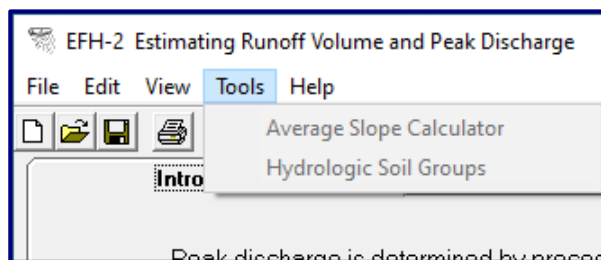 EFH-2 Estimating Runoff Volume and Peak Discharge
File Edit View Tools Help
Average Slope Calculator
Hydrologic Soil Groups
Intro
Peak discharge is determined by